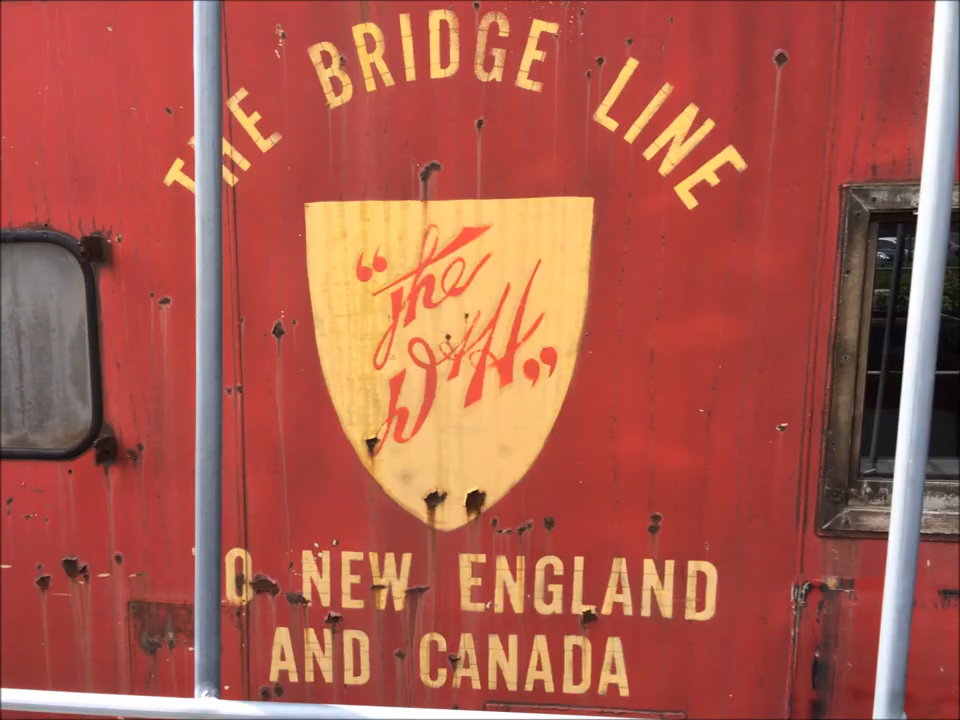 THE BRIDGE LINE
"The
D&H"
O NEW ENGLAND
AND CANADA